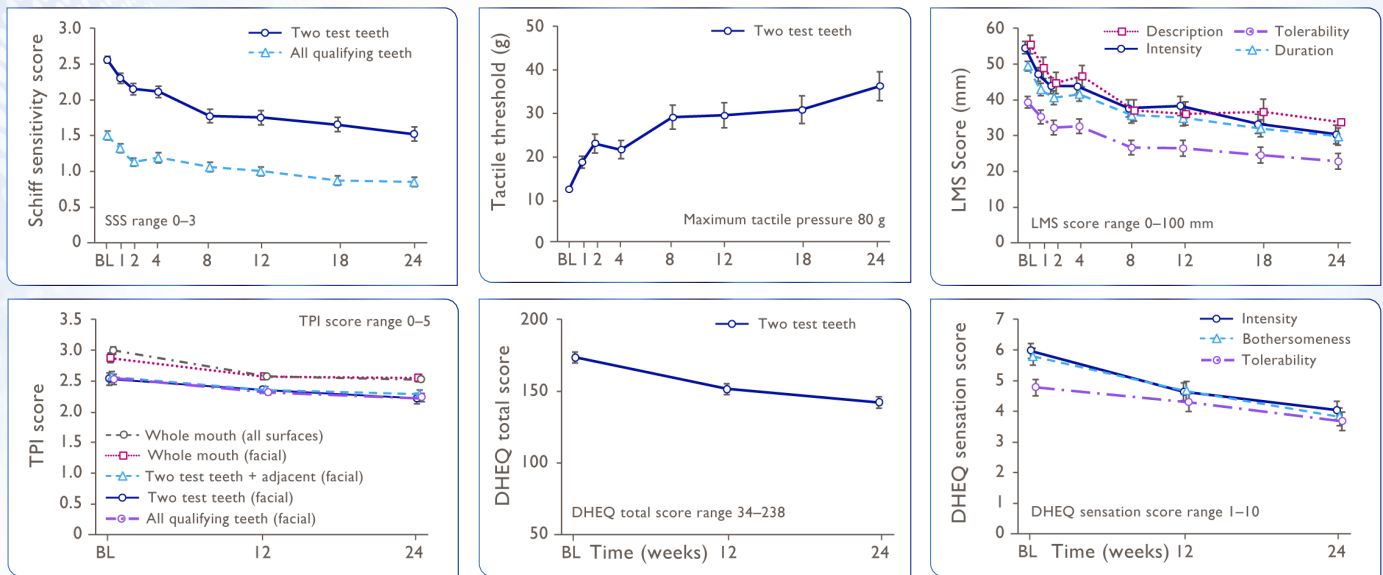 Schiff sensitivity score
3.0
2.5
2.0
1.5
1.0
0.5
0
Two test teeth
All qualifying teeth
SSS range 0–3
BL 1 2 4 8 12 18 24
Tactile threshold (g)
50
40
30
20
10
0
Two test teeth
Maximum tactile pressure 80 g
BL 1 2 4 8 12 18 24
LMS Score (mm)
60
50
40
30
20
10
0
Description Tolerability
Intensity Duration
LMS score range 0–100 mm
BL 1 2 4 8 12 18 24
TPI score
3.5
3.0
2.5
2.0
1.5
1.0
0.5
0
TPI score range 0–5
Whole mouth (all surfaces)
Whole mouth (facial)
Two test teeth + adjacent (facial)
Two test teeth (facial)
All qualifying teeth (facial)
BL 12 24
DHEQ total score
200
150
100
50
Two test teeth
DHEQ total score range 34–238
BL Time (weeks) 12 24
DHEQ sensation score
7
6
5
4
3
2
1
0
Intensity
Bothersomeness
Tolerability
DHEQ sensation score range 1–10
BL Time (weeks) 12 24